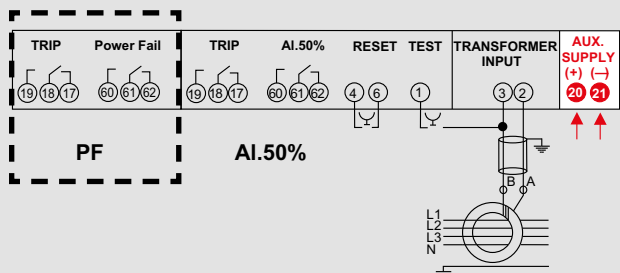 TRIP Power Fail TRIP Al.50% RESET TEST TRANSFORMER INPUT AUX. SUPPLY
(+) (—)
19 18 17 60 61 62 19 18 17 60 61 62 4 6 1 3 2 20 21
PF Al.50%
B A
L1
L2
L3
N